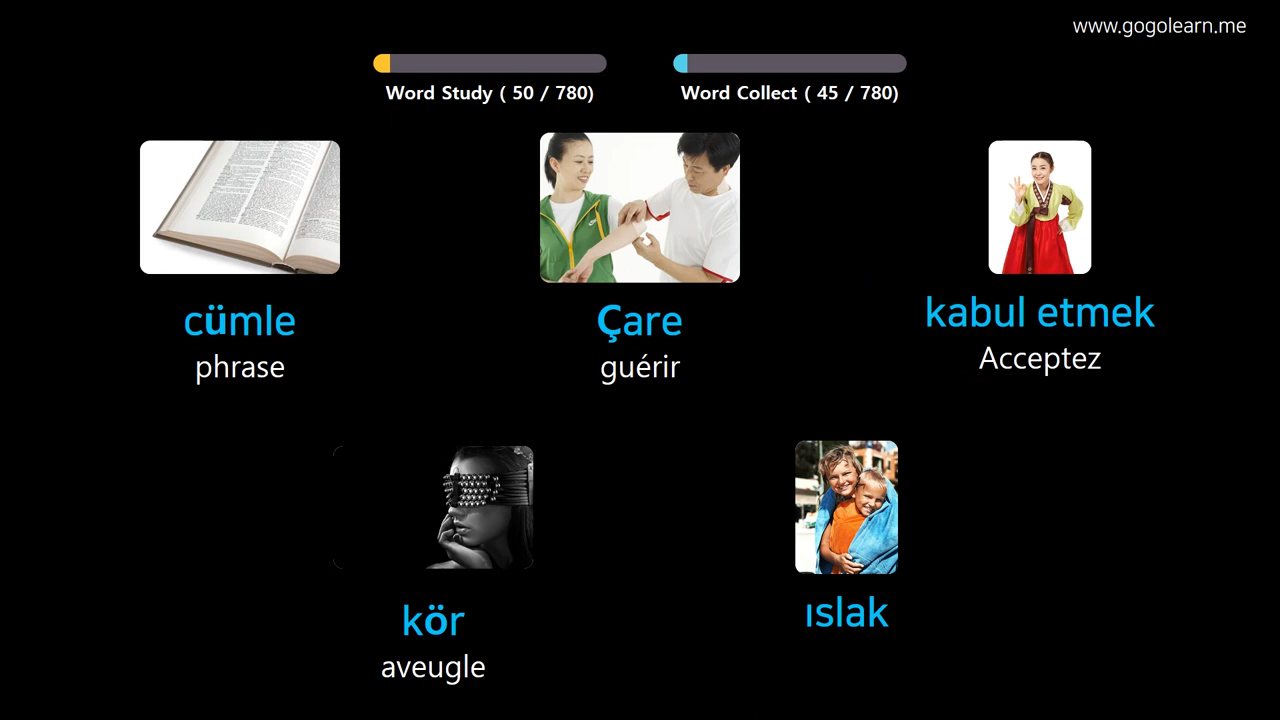 www.gogolearn.me
Word Study ( 50 / 780)
Word Collect ( 45 / 780)
cümle
phrase
Çare
guérir
kabul etmek
Acceptez
kör
aveugle
ıslak